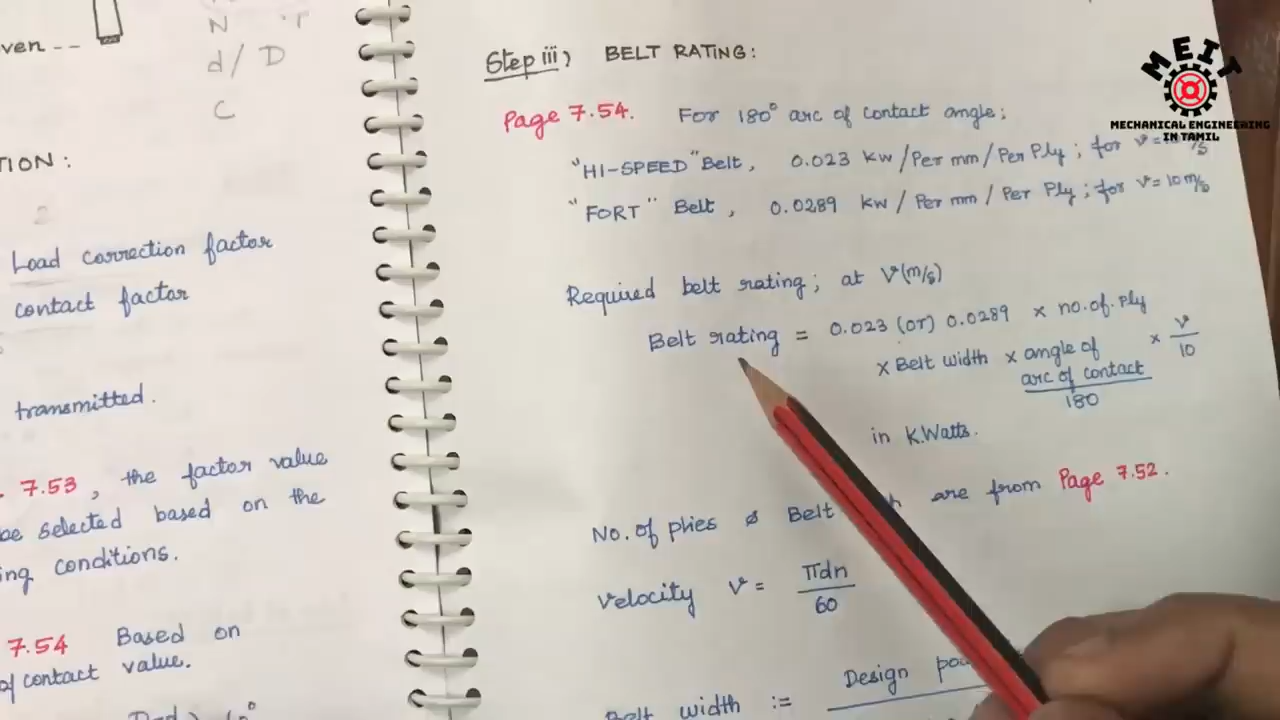 ven --
N T
d/D
C
TION:
2
Load correction factor
contact factor
transmitted.
7.53, the factor value
be selected based on the
ing conditions.
7.54 Based on
of contact value.
Step iii) BELT RATING:
Page 7.54. For 180° arc of contact angle;
"HI-SPEED" Belt, 0.023 kw/Per mm/Per Ply; for v=
"FORT" Belt, 0.0289 kw/Per mm/Per Ply; for v=10 m/s
Required belt rating; at V(m/s)
Belt rating = 0.023 (or) 0.0289 × no.of.Ply
× Belt width × angle of arc of contact / 180 × v/10
in K.Watts.
No. of plies & Belt are from Page 7.52.
Velocity V = πdn/60
Design
Belt width :=
MEIT
MECHANICAL ENGINEERING
IN TAMIL